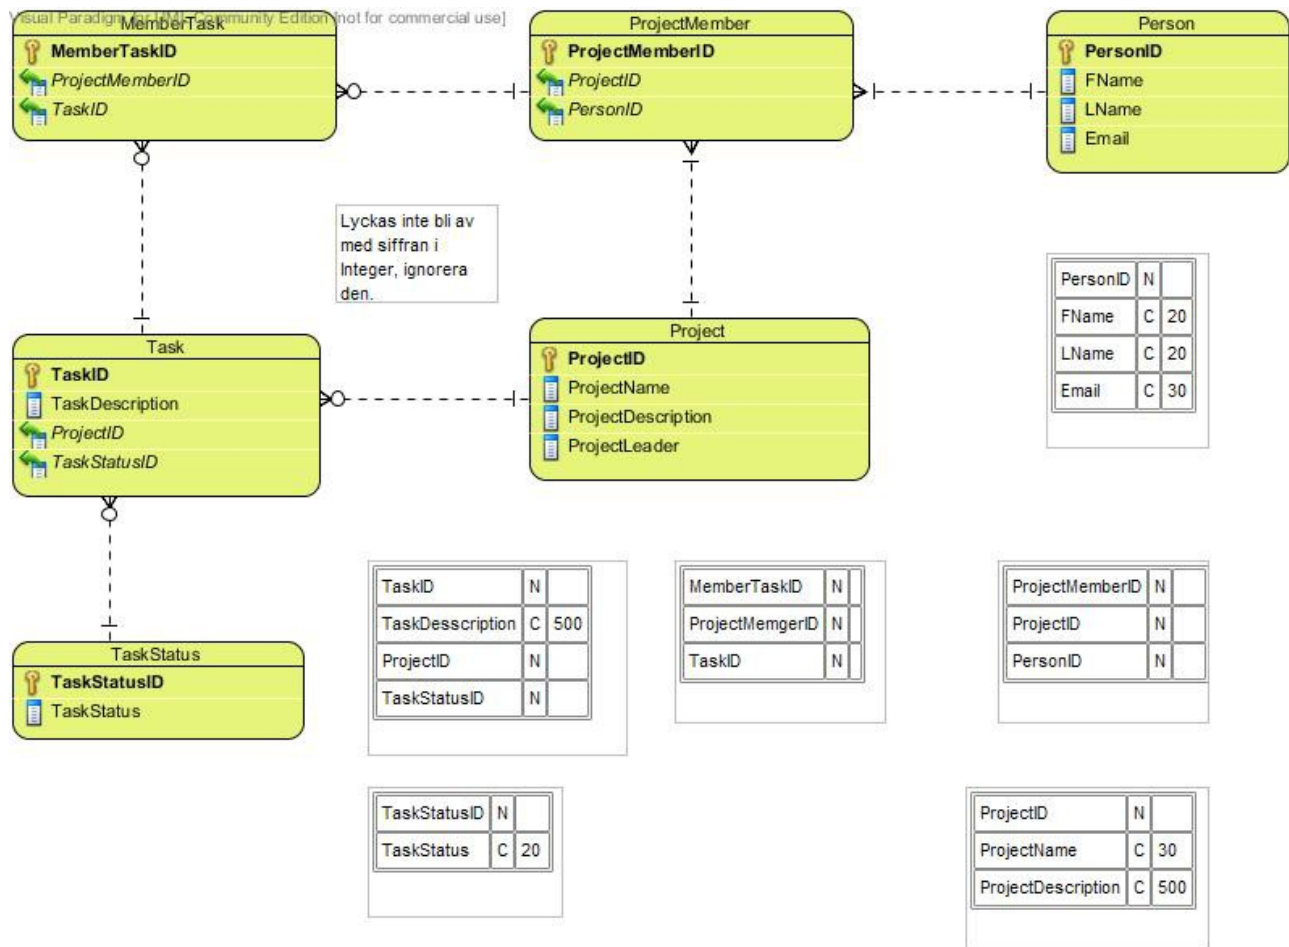 Visual Paradigm for UML Community Edition [not for commercial use]
MemberTask
MemberTaskID
ProjectMemberID
TaskID
ProjectMember
ProjectMemberID
ProjectID
PersonID
Person
PersonID
FName
LName
Email
Lyckas inte bli av
med siffran i
Integer, ignorera
den.
PersonID N
FName C 20
LName C 20
Email C 30
Task
TaskID
TaskDescription
ProjectID
TaskStatusID
Project
ProjectID
ProjectName
ProjectDescription
ProjectLeader
TaskStatus
TaskStatusID
TaskStatus
TaskID N
TaskDesscription C 500
ProjectID N
TaskStatusID N
MemberTaskID N
ProjectMemgerID N
TaskID N
ProjectMemberID N
ProjectID N
PersonID N
TaskStatusID N
TaskStatus C 20
ProjectID N
ProjectName C 30
ProjectDescription C 500